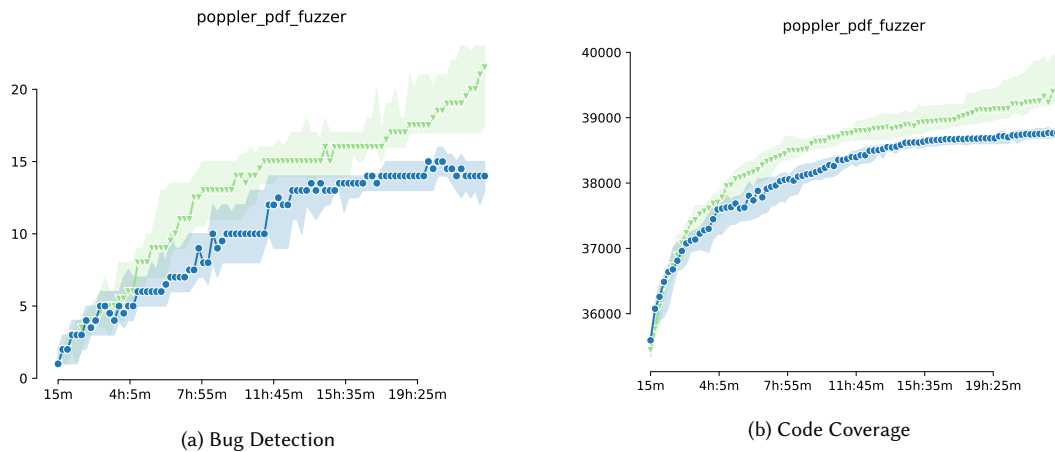 poppler_pdf_fuzzer
20
15
10
5
0
15m 4h:5m 7h:55m 11h:45m 15h:35m 19h:25m
(a) Bug Detection
poppler_pdf_fuzzer
40000
39000
38000
37000
36000
15m 4h:5m 7h:55m 11h:45m 15h:35m 19h:25m
(b) Code Coverage